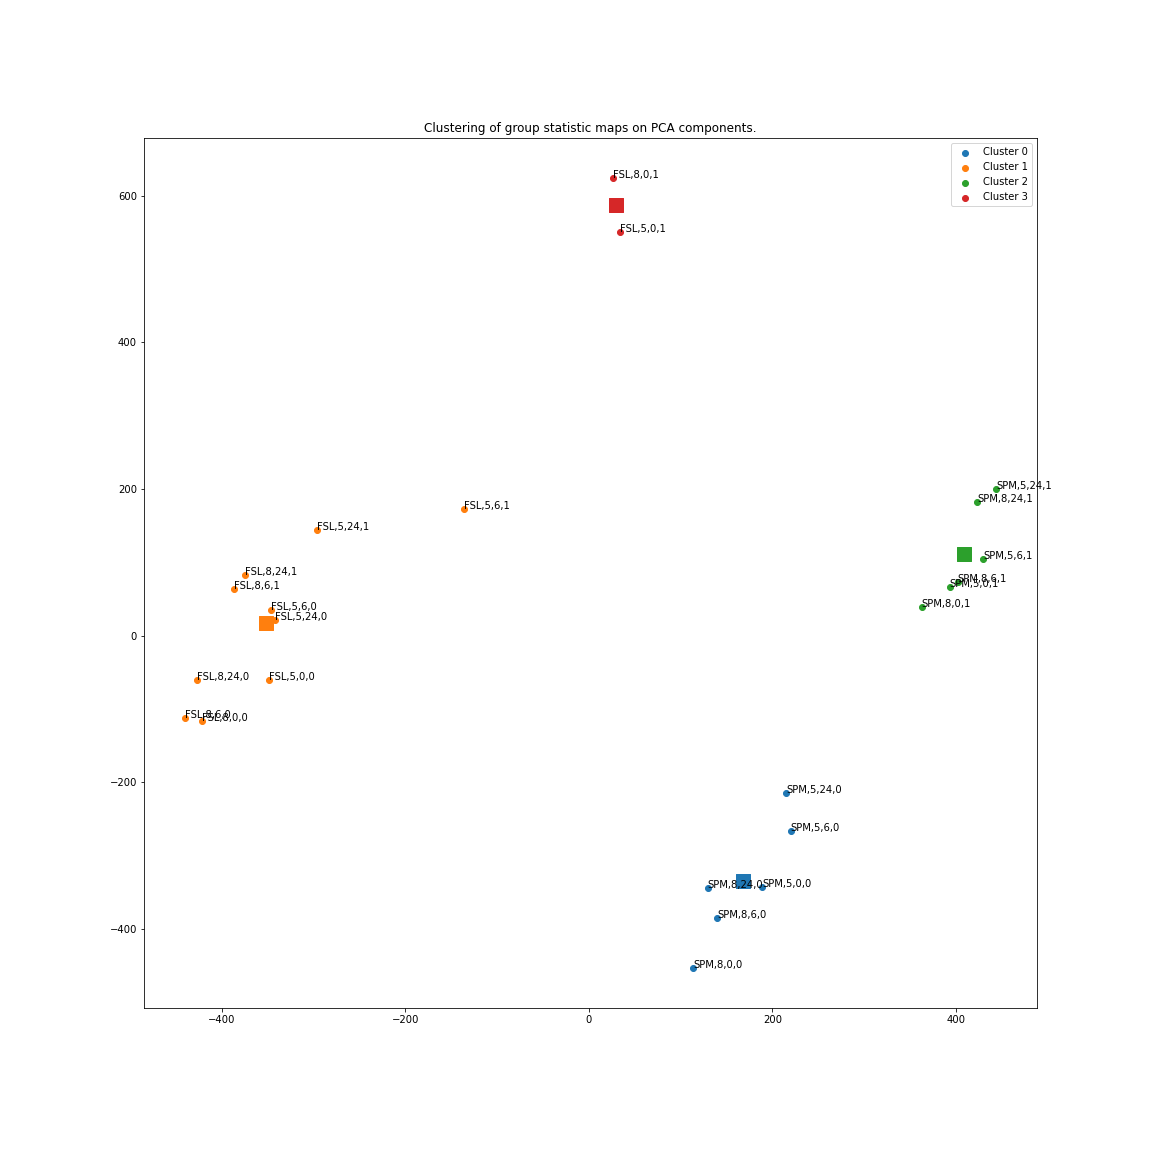 Clustering of group statistic maps on PCA components.
Cluster 0
Cluster 1
Cluster 2
Cluster 3
FSL,8,0,1
600
FSL,5,0,1
400
SPM,5,24,1
200
SPM,8,24,1
FSL,5,6,1
FSL,5,24,1
SPM,5,6,1
FSL,8,24,1
SPM,8,6,1
FSL,8,6,1
SPM,5,0,1
FSL,5,6,0
SPM,8,0,1
FSL,5,24,0
0
FSL,8,24,0
FSL,5,0,0
FSL,8,6,0
FSL,8,0,0
−200
SPM,5,24,0
SPM,5,6,0
SPM,8,24,0
SPM,5,0,0
SPM,8,6,0
−400
SPM,8,0,0
−400
−200
0
200
400